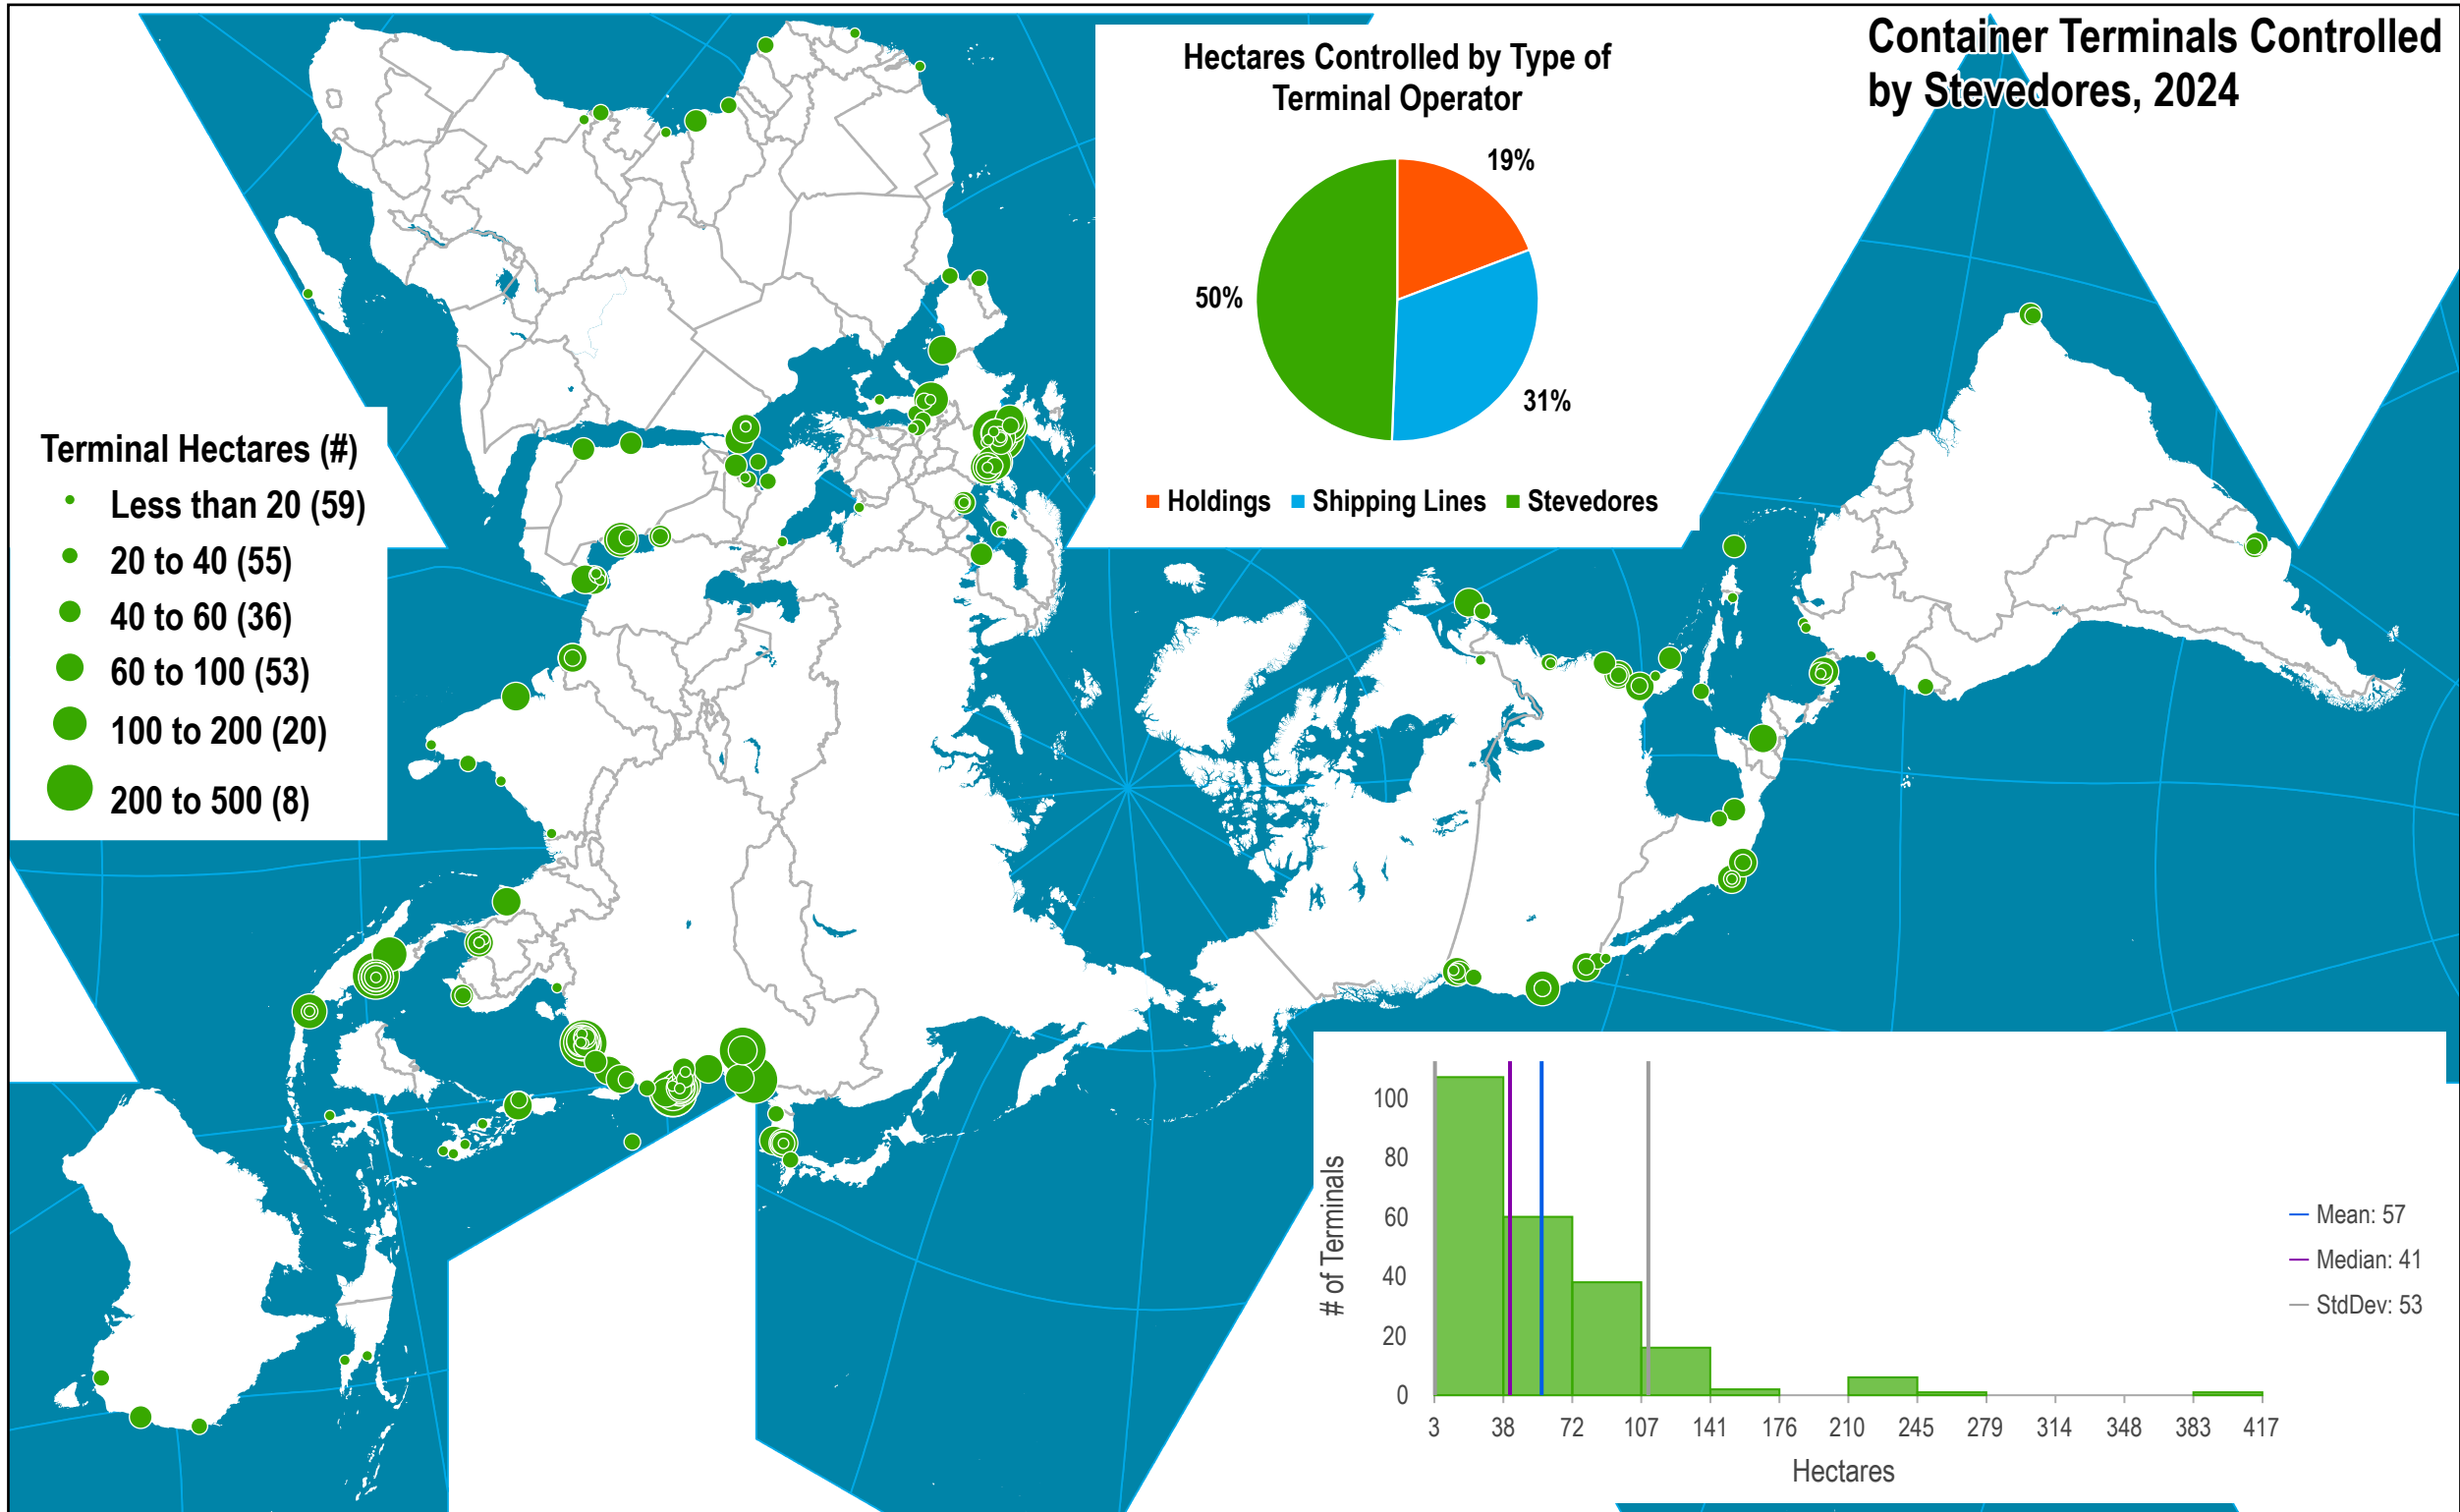 Container Terminals Controlled
by Stevedores, 2024
Hectares Controlled by Type of
Terminal Operator
19%
50%
31%
Holdings Shipping Lines Stevedores
Terminal Hectares (#)
Less than 20 (59)
20 to 40 (55)
40 to 60 (36)
60 to 100 (53)
100 to 200 (20)
200 to 500 (8)
# of Terminals
100
80
60
40
20
0
3 38 72 107 141 176 210 245 279 314 348 383 417
Hectares
Mean: 57
Median: 41
StdDev: 53